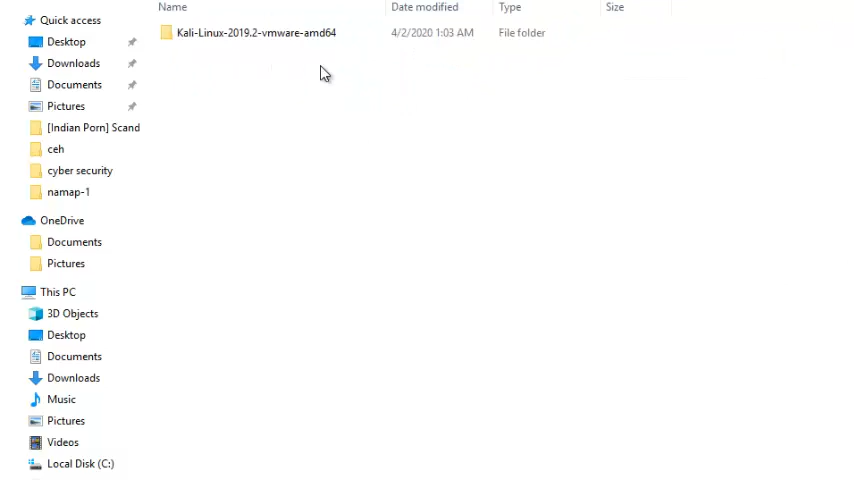 Name Date modified Type Size
Kali-Linux-2019.2-vmware-amd64 4/2/2020 1:03 AM File folder
Quick access
Desktop
Downloads
Documents
Pictures
[Indian Porn] Scand
ceh
cyber security
namap-1
OneDrive
Documents
Pictures
This PC
3D Objects
Desktop
Documents
Downloads
Music
Pictures
Videos
Local Disk (C:)